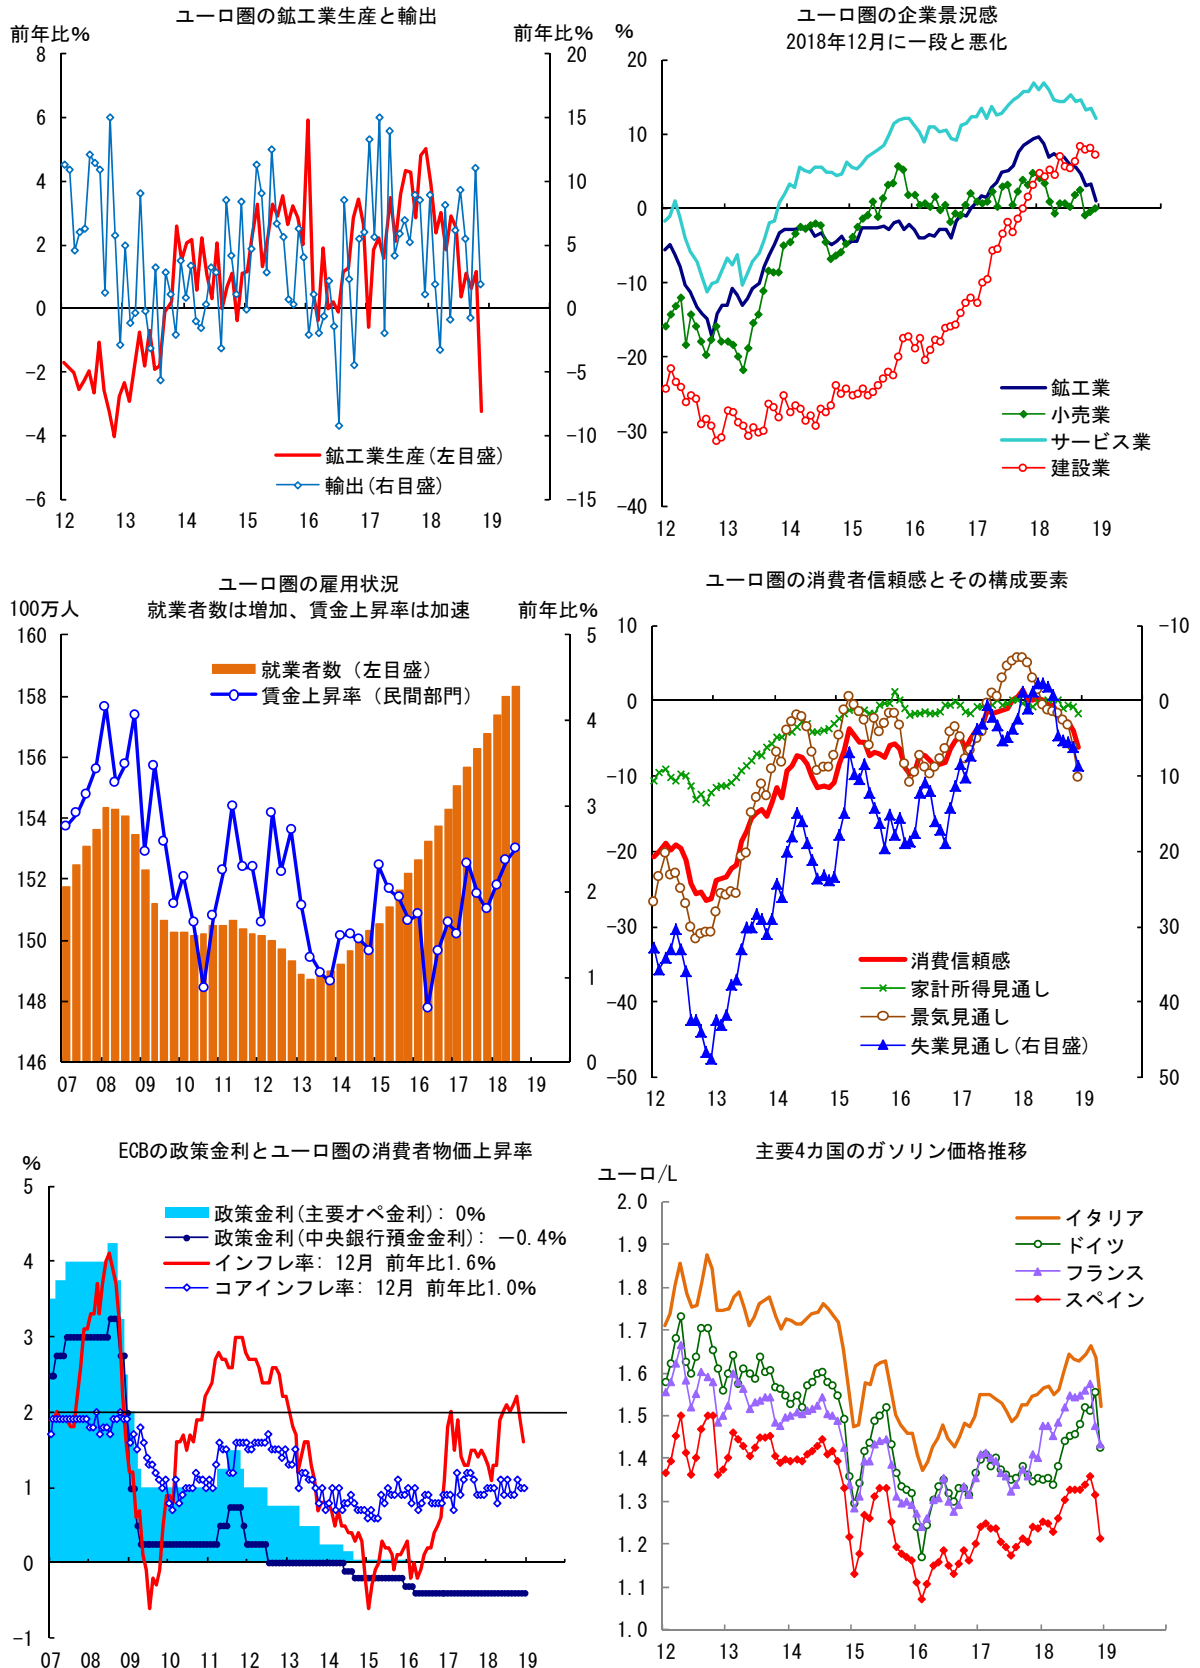 ユーロ圏の鉱工業生産と輸出
前年比%
前年比%
8
6
4
2
0
−2
−4
−6
20
15
10
5
0
−5
−10
−15
鉱工業生産(左目盛)
輸出(右目盛)
12 13 14 15 16 17 18 19
ユーロ圏の企業景況感
2018年12月に一段と悪化
%
20
10
0
−10
−20
−30
−40
鉱工業
小売業
サービス業
建設業
12 13 14 15 16 17 18 19
ユーロ圏の雇用状況
就業者数は増加、賃金上昇率は加速
100万人
前年比%
160
158
156
154
152
150
148
146
5
4
3
2
1
0
就業者数（左目盛）
賃金上昇率（民間部門）
07 08 09 10 11 12 13 14 15 16 17 18 19
ユーロ圏の消費者信頼感とその構成要素
10
0
−10
−20
−30
−40
−50
−10
0
10
20
30
40
50
消費信頼感
家計所得見通し
景気見通し
失業見通し(右目盛)
12 13 14 15 16 17 18 19
ECBの政策金利とユーロ圏の消費者物価上昇率
%
5
4
3
2
1
0
−1
政策金利(主要オペ金利): 0%
政策金利(中央銀行預金金利): −0.4%
インフレ率: 12月 前年比1.6%
コアインフレ率: 12月 前年比1.0%
07 08 09 10 11 12 13 14 15 16 17 18 19
主要4カ国のガソリン価格推移
ユーロ/L
2.0
1.9
1.8
1.7
1.6
1.5
1.4
1.3
1.2
1.1
1.0
イタリア
ドイツ
フランス
スペイン
12 13 14 15 16 17 18 19